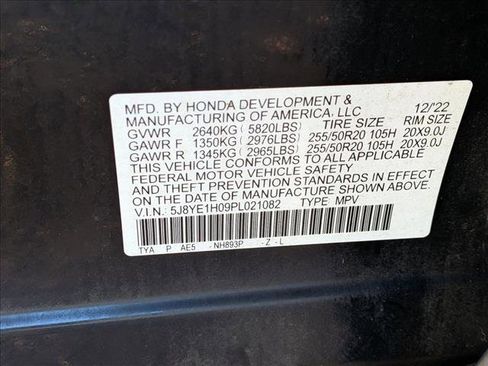 MFD. BY HONDA DEVELOPMENT & 
MANUFACTURING OF AMERICA, LLC 12/'22
GVWR 2640KG ( 5820LBS) TIRE SIZE RIM SIZE
GAWR F 1350KG ( 2976LBS) 255/50R20 105H 20X9.0J
GAWR R 1345KG ( 2965LBS) 255/50R20 105H 20X9.0J
THIS VEHICLE CONFORMS TO ALL APPLICABLE
FEDERAL MOTOR VEHICLE SAFETY,
BUMPER, AND THEFT PREVENTION STANDARDS IN EFFECT
ON THE DATE OF MANUFACTURE SHOWN ABOVE.
V.I.N.: 5J8YE1H09PL021082 TYPE MPV
TYA P AE5 -NH893P -Z -L